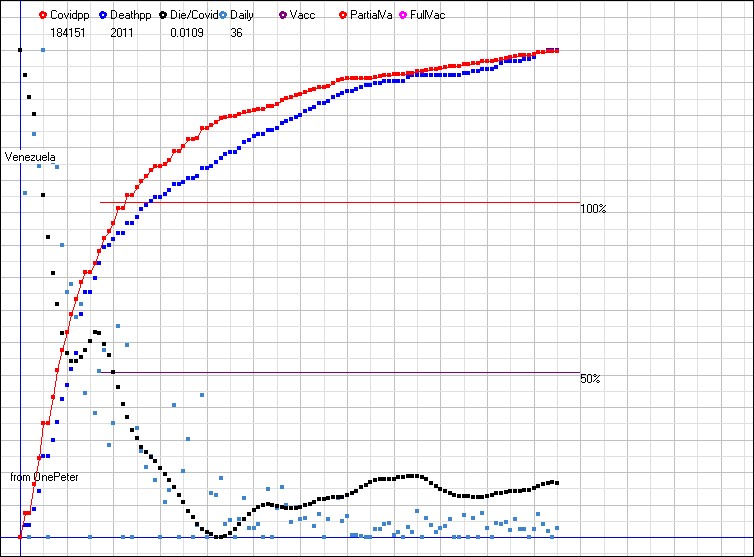 Covidpp Deathpp Die/Covid Daily Vacc PartialVa FullVac
184151 2011 0.0109 36
Venezuela
100%
50%
from OnePeter